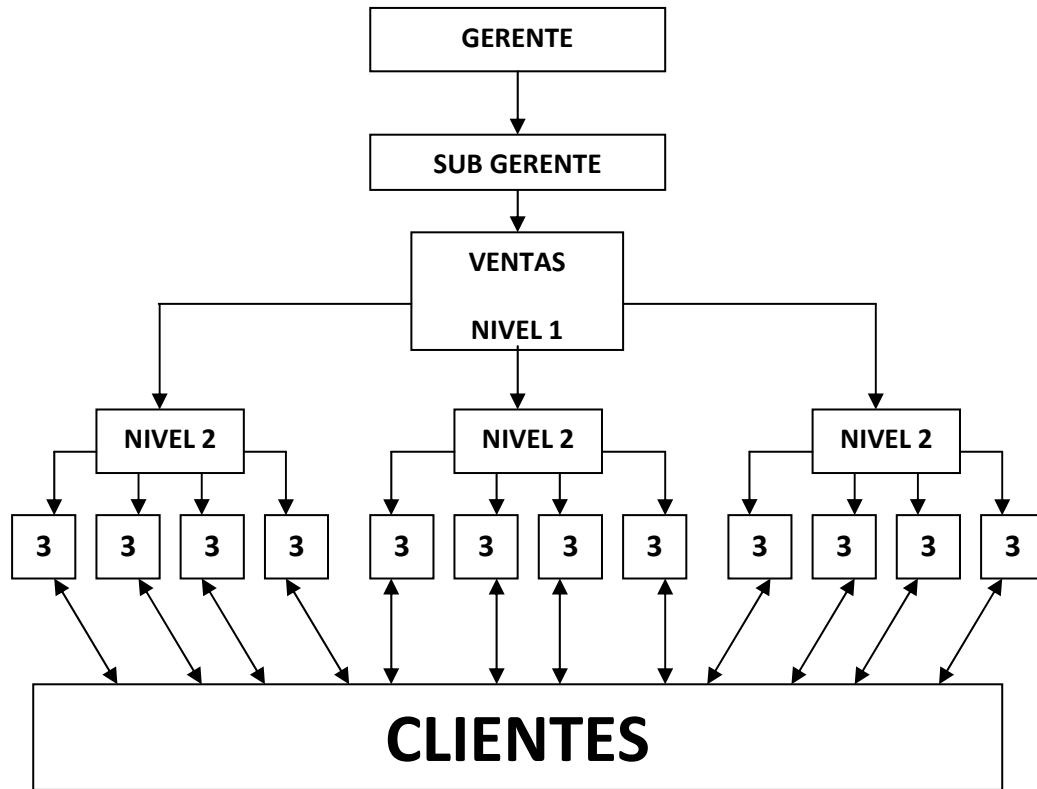 GERENTE
SUB GERENTE
VENTAS
NIVEL 1
NIVEL 2
NIVEL 2
NIVEL 2
3 3 3 3 3 3 3 3 3 3 3 3
CLIENTES